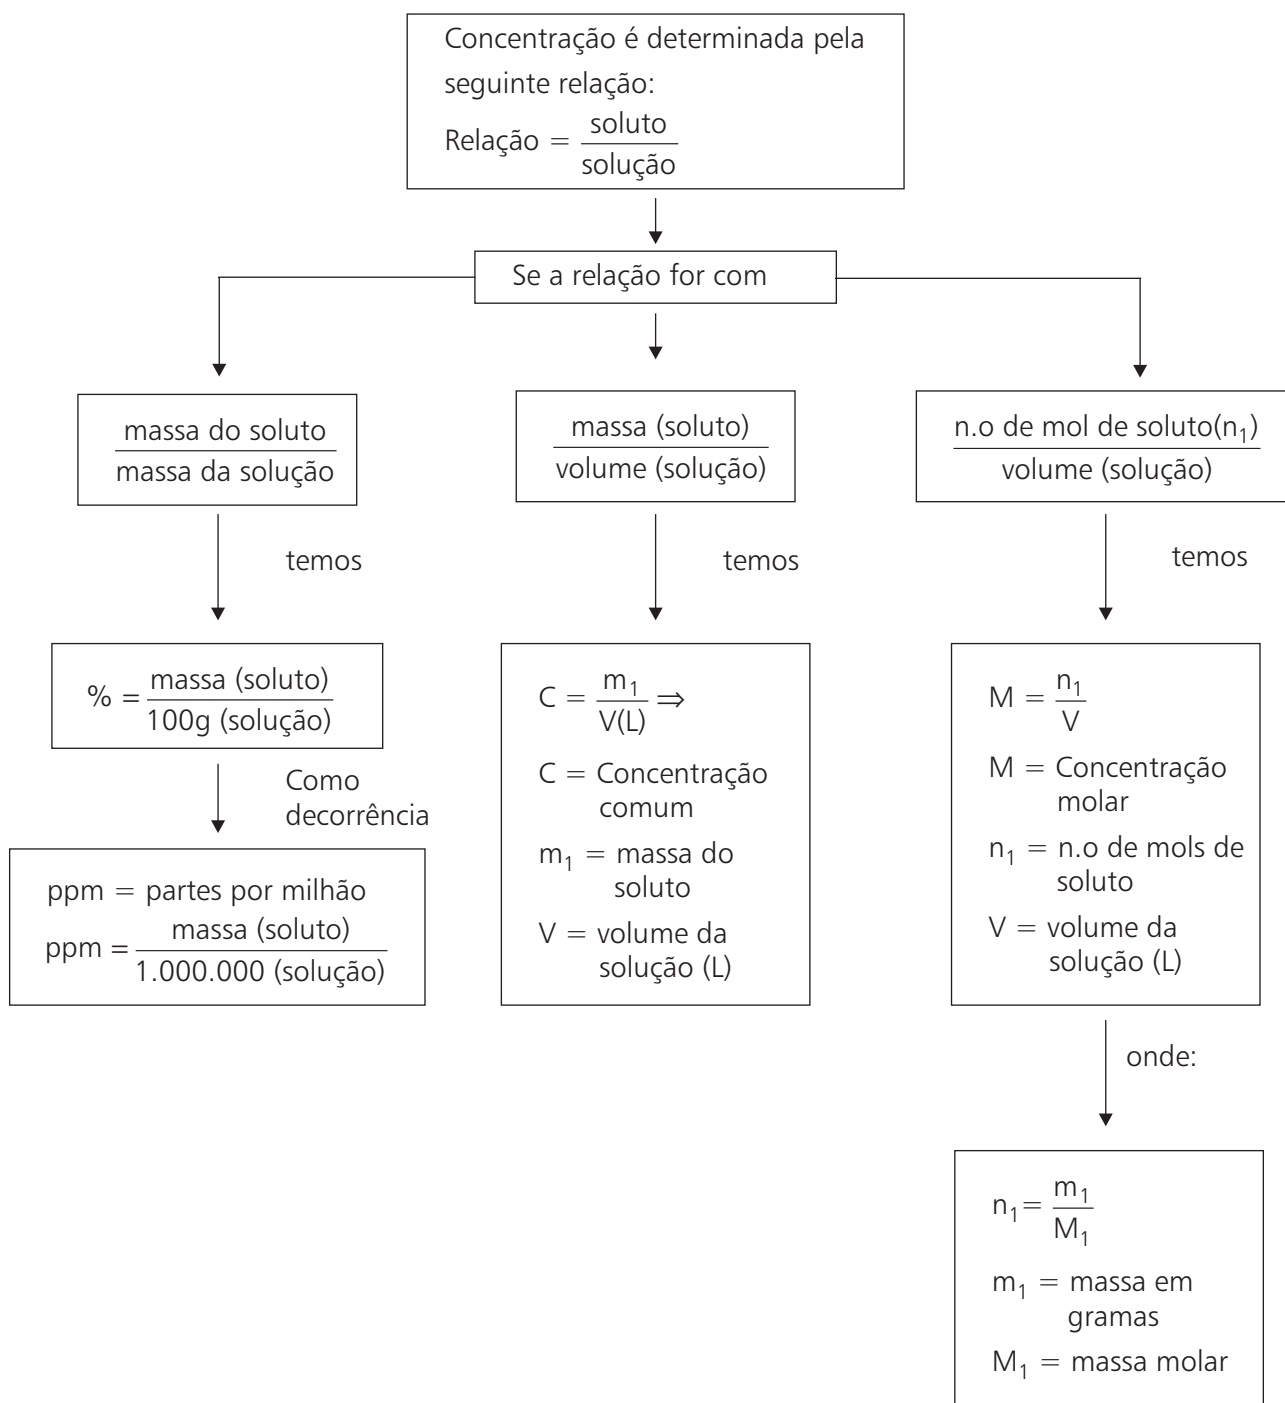 Concentração é determinada pela
seguinte relação:
Relação = soluto
solução
Se a relação for com
massa do soluto
massa da solução
temos
% = massa (soluto)
100g (solução)
Como
decorrência
ppm = partes por milhão
ppm = massa (soluto)
1.000.000 (solução)
massa (soluto)
volume (solução)
temos
C = m₁ ⇒
V(L)
C = Concentração
comum
m₁ = massa do
soluto
V = volume da
solução (L)
n.o de mol de soluto(n₁)
volume (solução)
temos
M = n₁
V
M = Concentração
molar
n₁ = n.o de mols de
soluto
V = volume da
solução (L)
onde:
n₁= m₁
M₁
m₁ = massa em
gramas
M₁ = massa molar